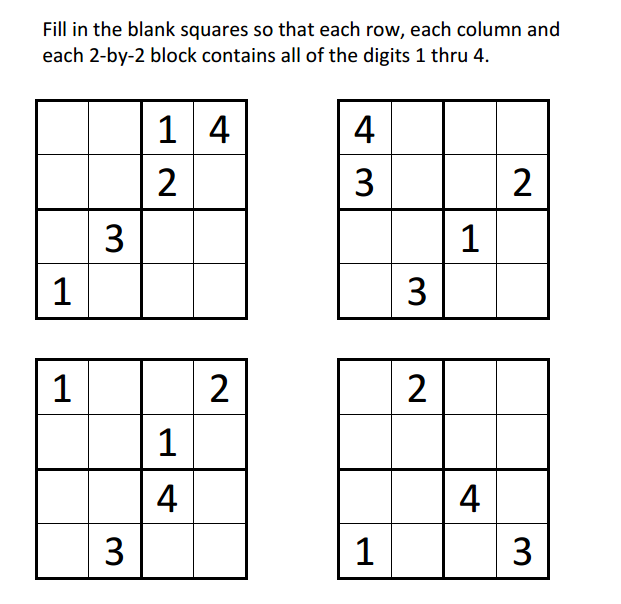 Fill in the blank squares so that each row, each column and
each 2-by-2 block contains all of the digits 1 thru 4.
1 4 4
2 3 2
3 1
1 3
1 2 2
1
4 4
3 1 3